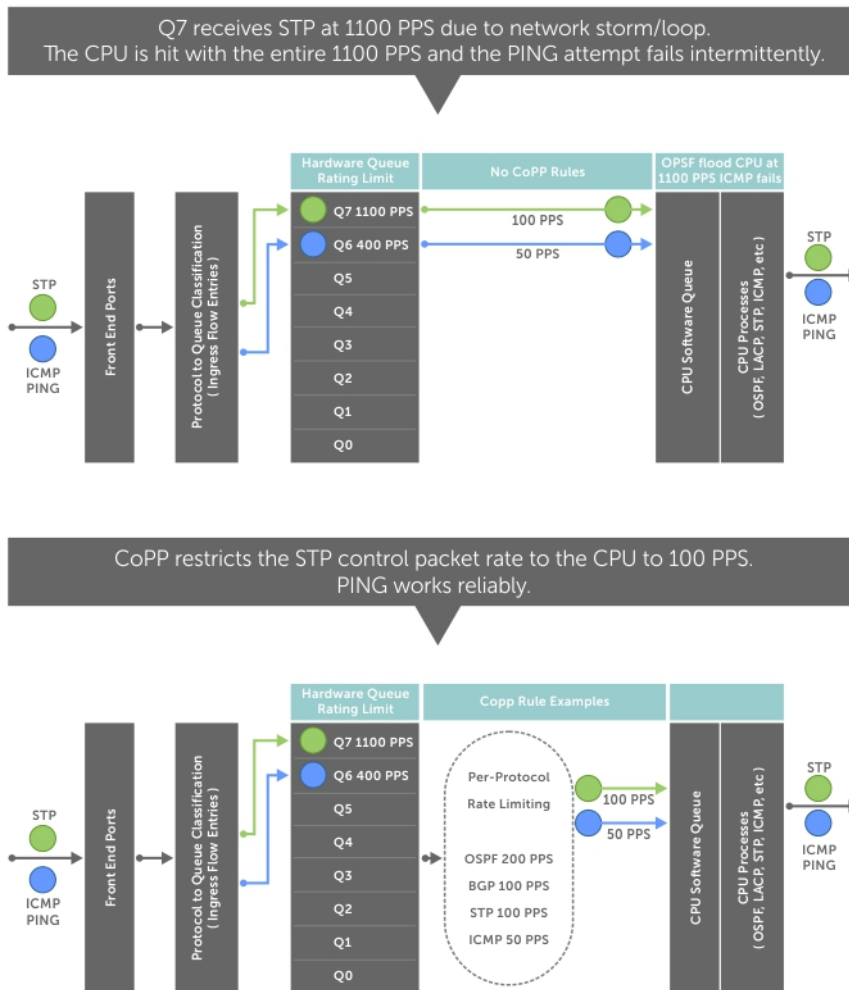 Q7 receives STP at 1100 PPS due to network storm/loop.
The CPU is hit with the entire 1100 PPS and the PING attempt fails intermittently.
Hardware Queue
Rating Limit
No CoPP Rules
OPSF flood CPU at
1100 PPS ICMP fails
STP
ICMP
PING
Front End Ports
Protocol to Queue Classification
( Ingress Flow Entries )
Q7 1100 PPS
Q6 400 PPS
Q5
Q4
Q3
Q2
Q1
Q0
100 PPS
50 PPS
CPU Software Queue
CPU Processes
( OSPF, LACP, STP, ICMP, etc )
STP
ICMP
PING
CoPP restricts the STP control packet rate to the CPU to 100 PPS.
PING works reliably.
Hardware Queue
Rating Limit
Copp Rule Examples
STP
ICMP
PING
Front End Ports
Protocol to Queue Classification
( Ingress Flow Entries )
Q7 1100 PPS
Q6 400 PPS
Q5
Q4
Q3
Q2
Q1
Q0
Per-Protocol
Rate Limiting
OSPF 200 PPS
BGP 100 PPS
STP 100 PPS
ICMP 50 PPS
100 PPS
50 PPS
CPU Software Queue
CPU Processes
( OSPF, LACP, STP, ICMP, etc )
STP
ICMP
PING